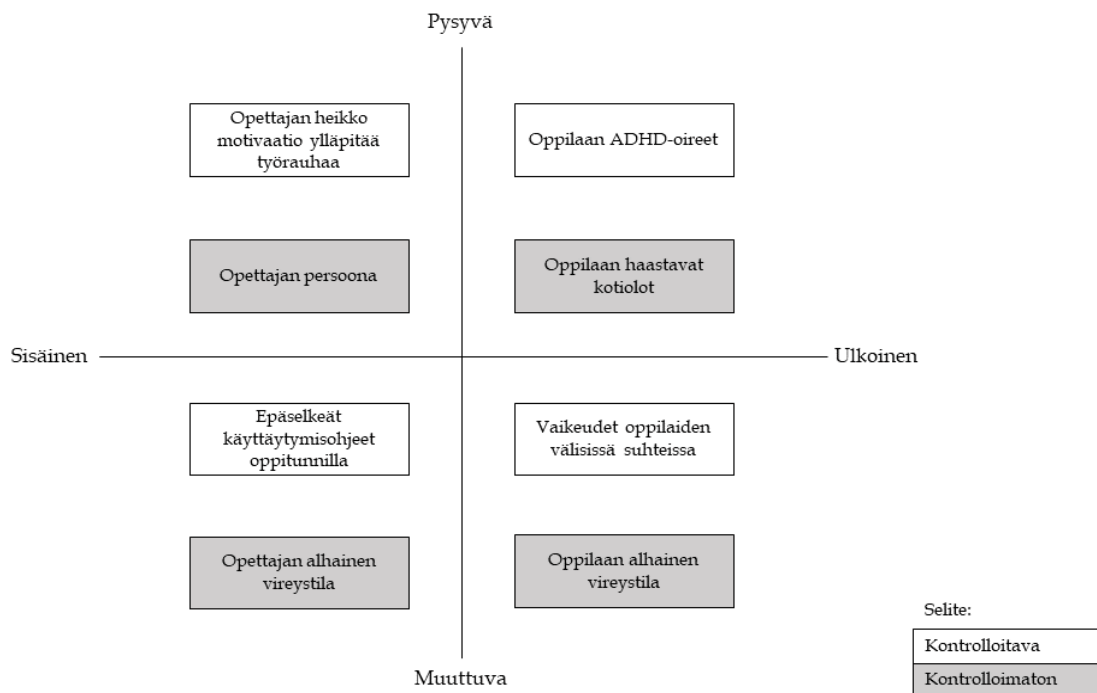 Pysyvä
Opettajan heikko
motivaatio ylläpitää
työrauhaa
Oppilaan ADHD-oireet
Opettajan persoona
Oppilaan haastavat
kotiolot
Sisäinen
Ulkoinen
Epäselkeät
käyttäytymisohjeet
oppitunnilla
Vaikeudet oppilaiden
välisissä suhteissa
Opettajan alhainen
vireystila
Oppilaan alhainen
vireystila
Muuttuva
Selite:
Kontrolloitava
Kontrolloimaton